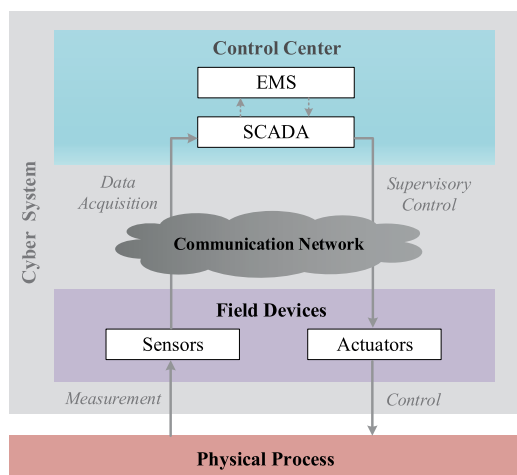 Control Center
EMS
SCADA
Cyber System
Data
Acquisition
Supervisory
Control
Communication Network
Field Devices
Sensors
Actuators
Measurement
Control
Physical Process